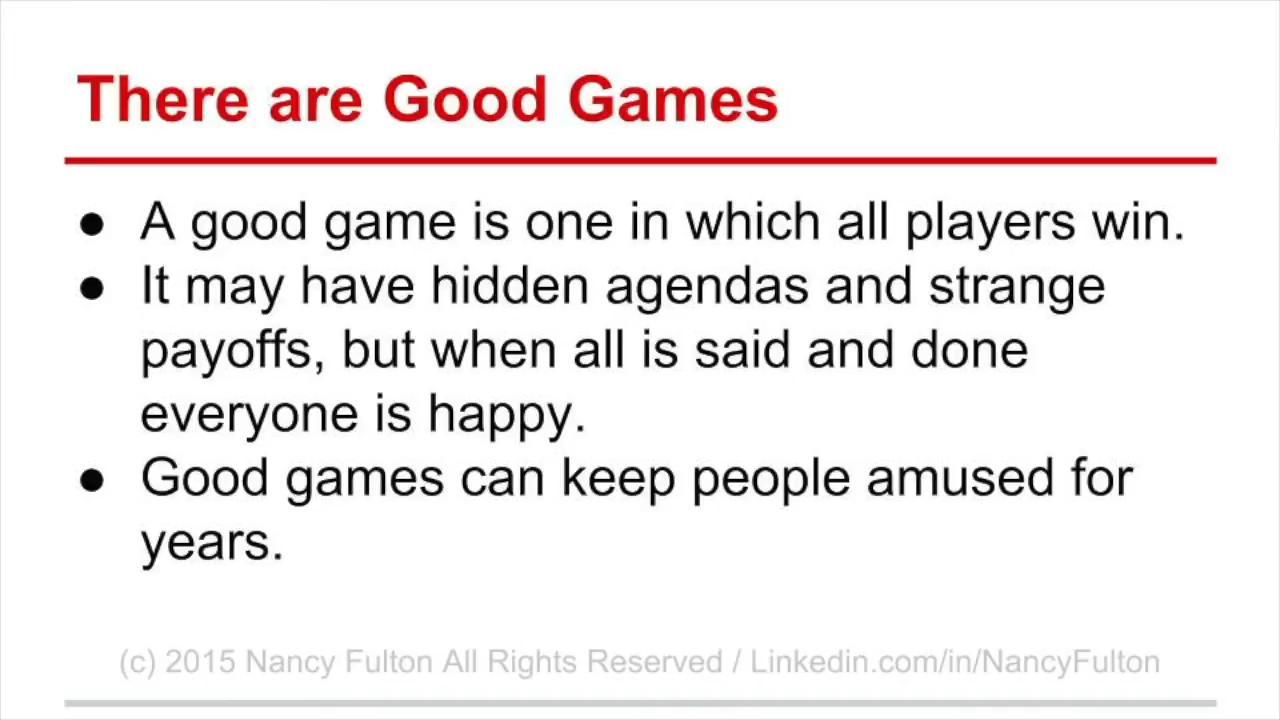 There are Good Games
● A good game is one in which all players win.
● It may have hidden agendas and strange
payoffs, but when all is said and done
everyone is happy.
● Good games can keep people amused for
years.
(c) 2015 Nancy Fulton All Rights Reserved / Linkedin.com/in/NancyFulton